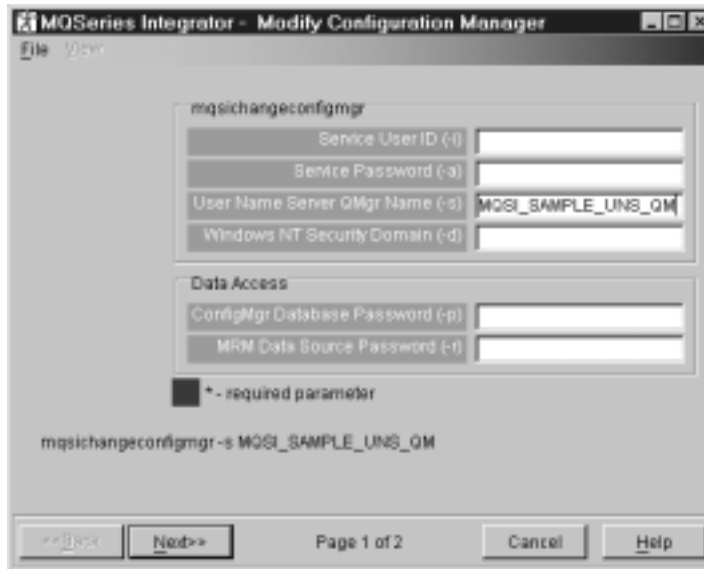 MQSeries Integrator - Modify Configuration Manager
File View
mqsichangeconfigmgr
Service User ID (-i)
Service Password (-a)
User Name Server QMgr Name (-s) MQSI_SAMPLE_UNS_QM
Windows NT Security Domain (-d)
Data Access
ConfigMgr Database Password (-p)
MRM Data Source Password (-r)
* - required parameter
mqsichangeconfigmgr -s MQSI_SAMPLE_UNS_QM
<<Back Next>> Page 1 of 2 Cancel Help